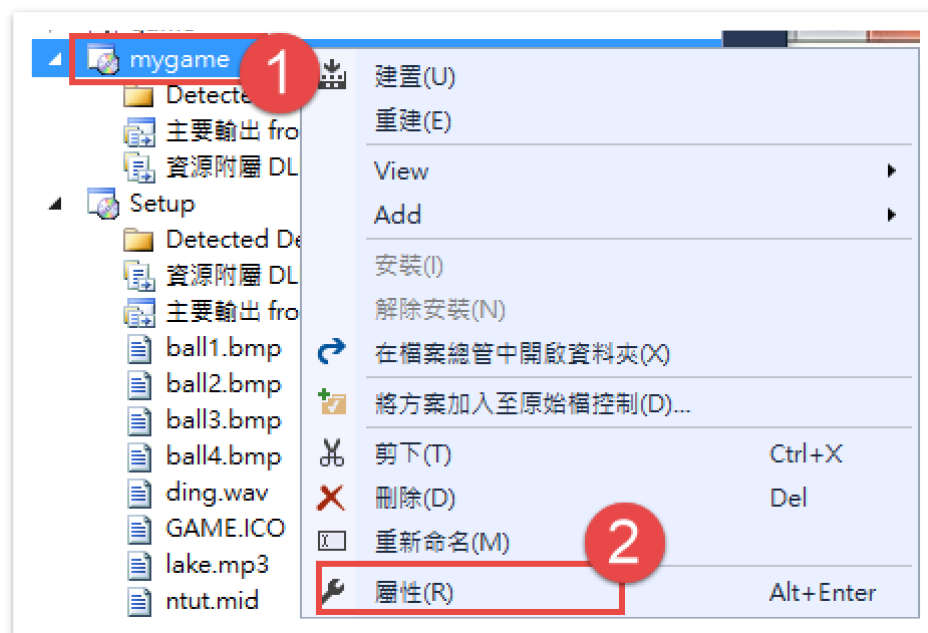 mygame
1
Detecte
主要輸出 fro
資源附屬 DL
Setup
Detected De
資源附屬 DL
主要輸出 fro
ball1.bmp
ball2.bmp
ball3.bmp
ball4.bmp
ding.wav
GAME.ICO
lake.mp3
ntut.mid
建置(U)
重建(E)
View
Add
安裝(I)
解除安裝(N)
在檔案總管中開啟資料夾(X)
將方案加入至原始檔控制(D)...
剪下(T) Ctrl+X
刪除(D) Del
重新命名(M)
2
屬性(R) Alt+Enter